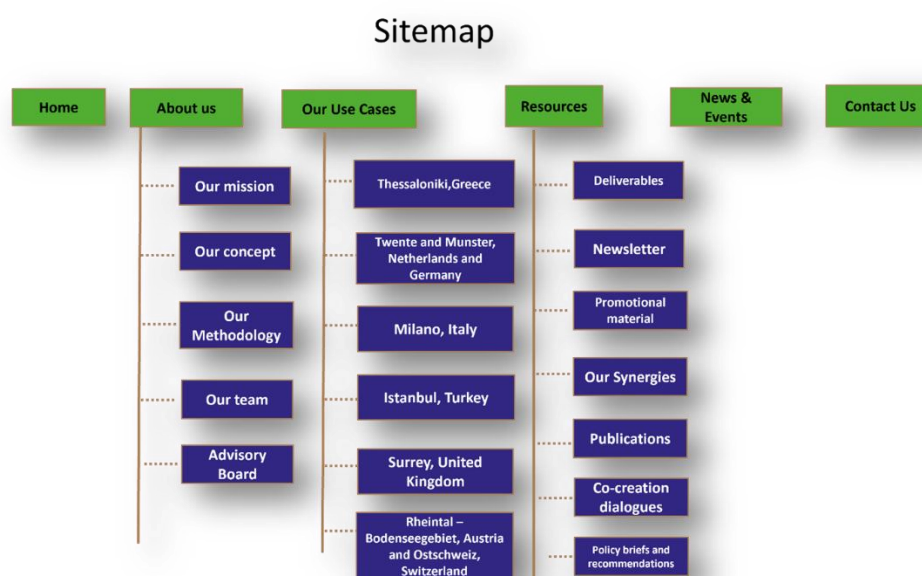 Sitemap
Home
About us
Our Use Cases
Resources
News &
Events
Contact Us
Our mission
Our concept
Our
Methodology
Our team
Advisory
Board
Thessaloniki,Greece
Twente and Munster,
Netherlands and
Germany
Milano, Italy
Istanbul, Turkey
Surrey, United
Kingdom
Rheintal –
Bodenseegebiet, Austria
and Ostschweiz,
Switzerland
Deliverables
Newsletter
Promotional
material
Our Synergies
Publications
Co-creation
dialogues
Policy briefs and
recommendations